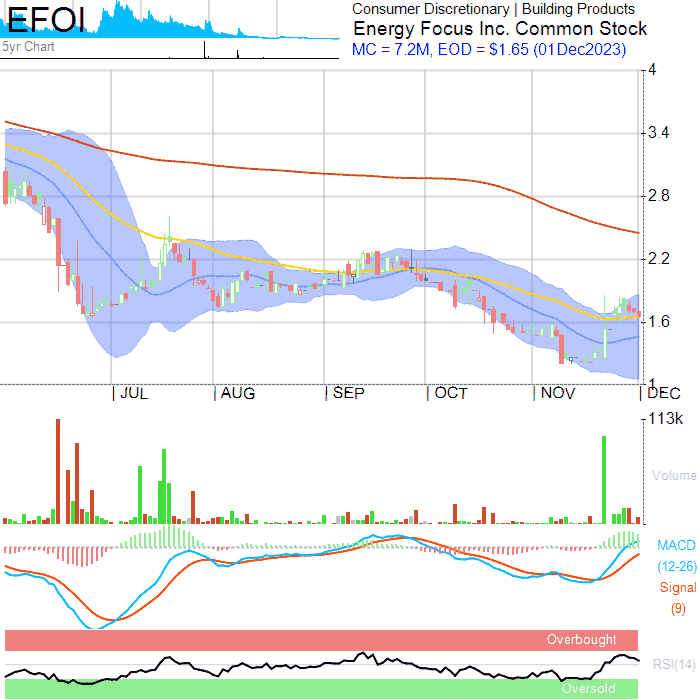 EFOI
5yr Chart
Consumer Discretionary | Building Products
Energy Focus Inc. Common Stock
MC = 7.2M, EOD = $1.65 (01Dec2023)
4
3.4
2.8
2.2
1.6
1
JUL AUG SEP OCT NOV DEC
113k
Volume
MACD
(12-26)
Signal
(9)
Overbought
RSI(14)
Oversold